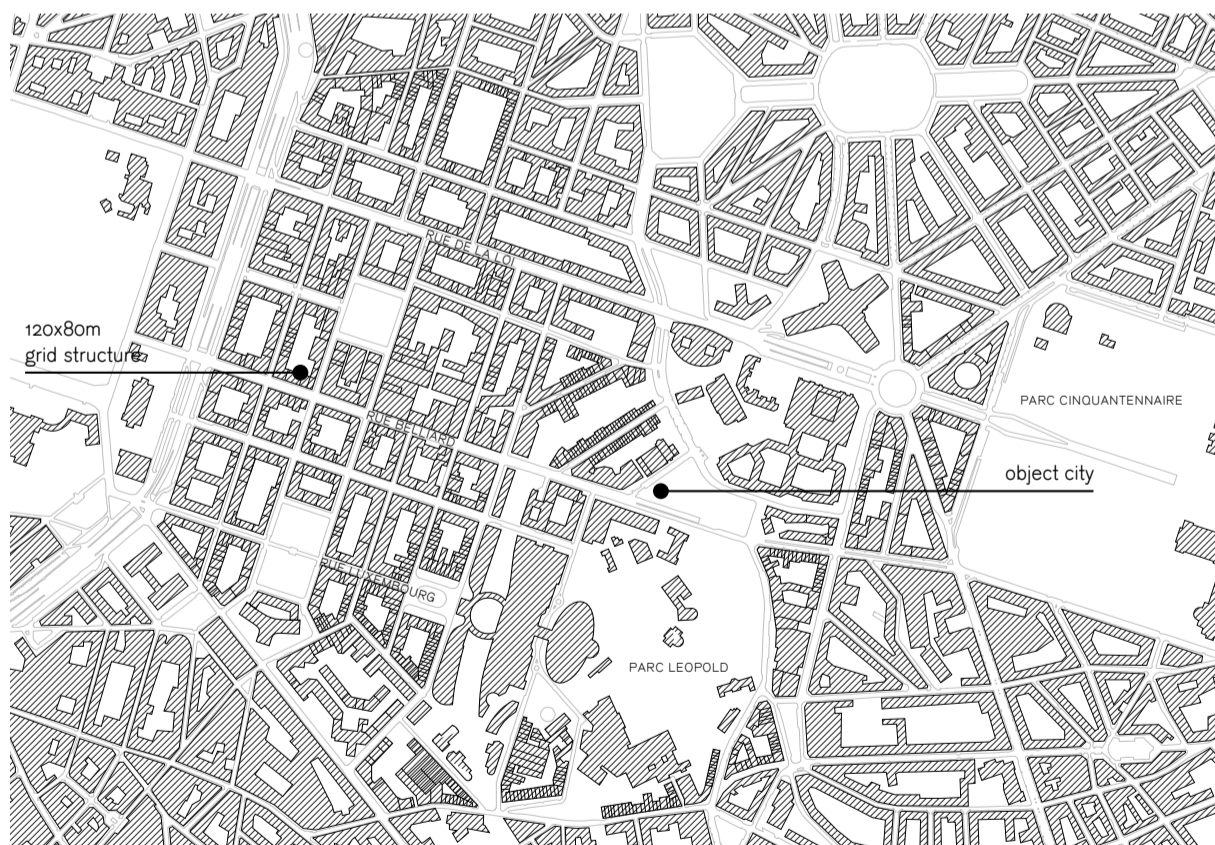 RUE DE LA LOI
120x80m
grid structure
PARC CINQUANTENNAIRE
RUE BELLIARD
object city
RUE LUXEMBOURG
PARC LEOPOLD